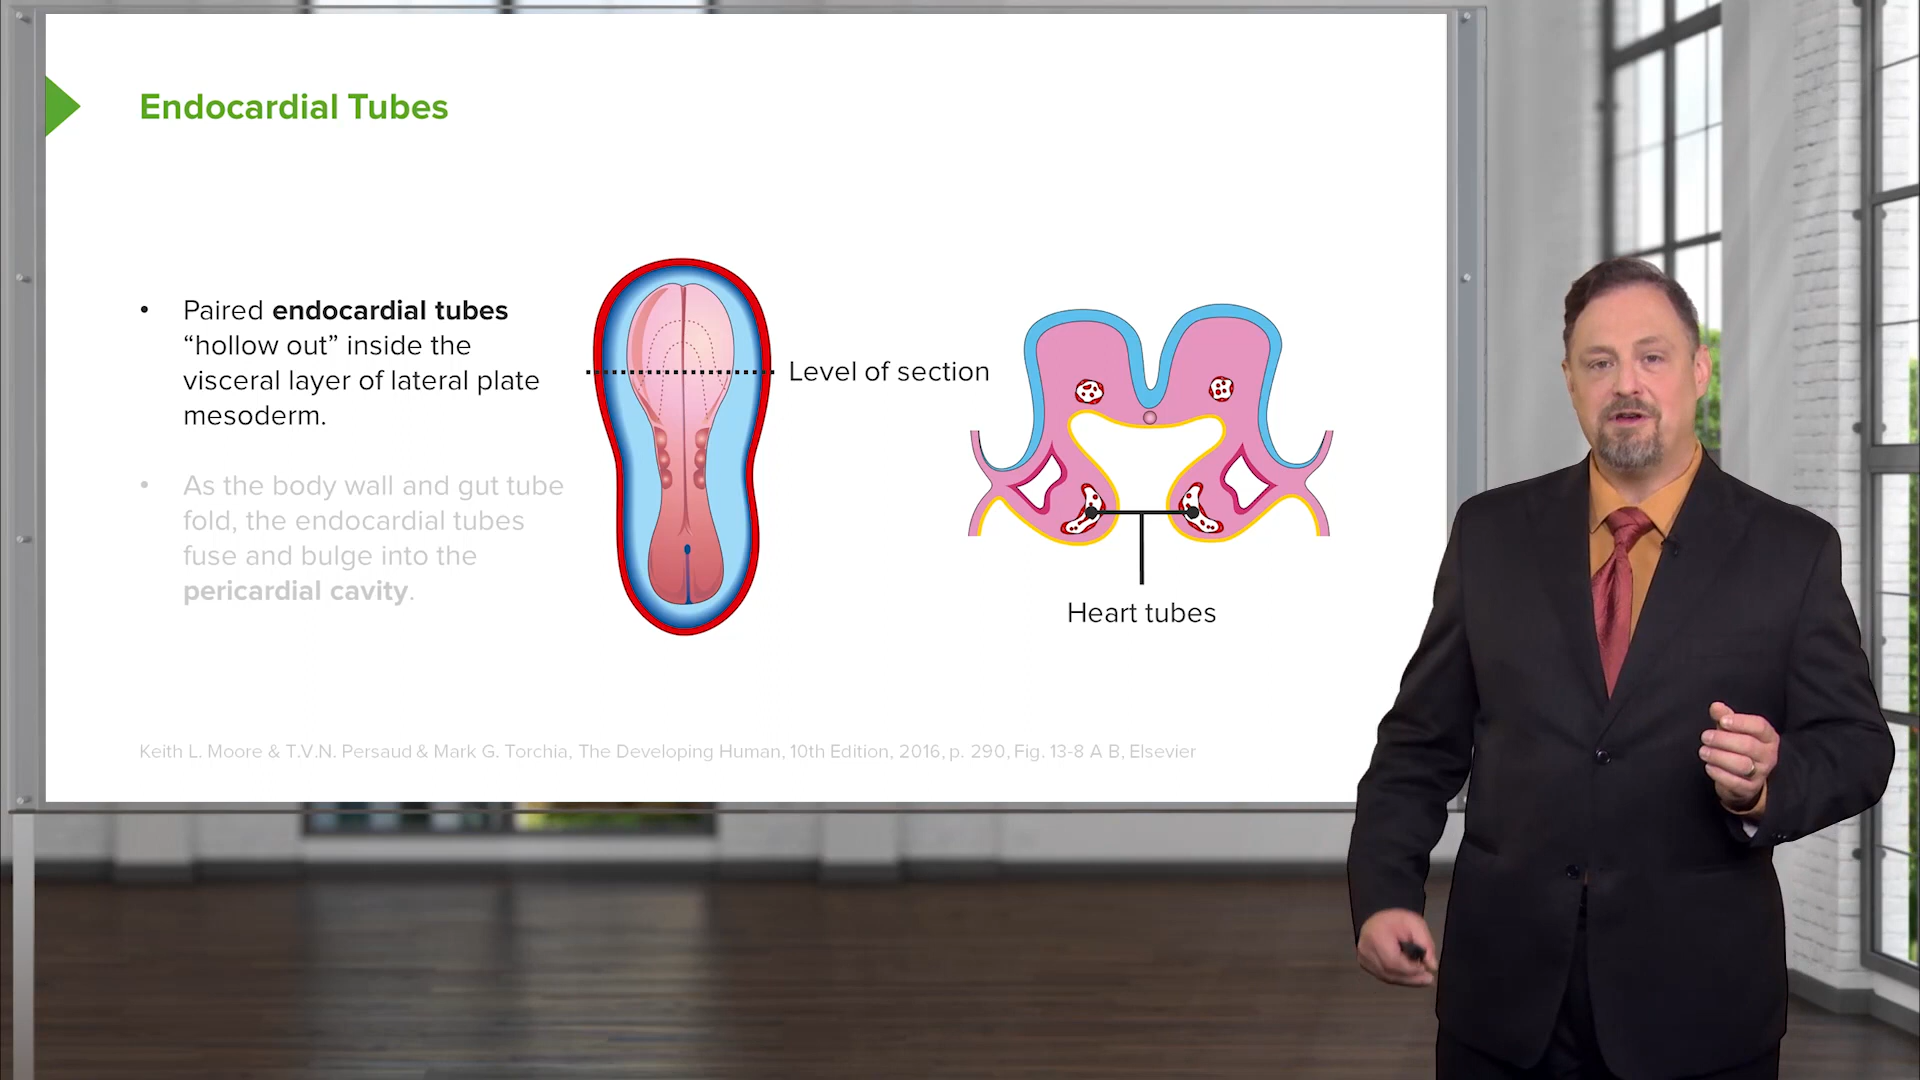 Endocardial Tubes
• Paired endocardial tubes
“hollow out” inside the
visceral layer of lateral plate
mesoderm.
• As the body wall and gut tube
fold, the endocardial tubes
fuse and bulge into the
pericardial cavity.
Level of section
Heart tubes
Keith L. Moore & T.V.N. Persaud & Mark G. Torchia, The Developing Human, 10th Edition, 2016, p. 290, Fig. 13-8 A B, Elsevier